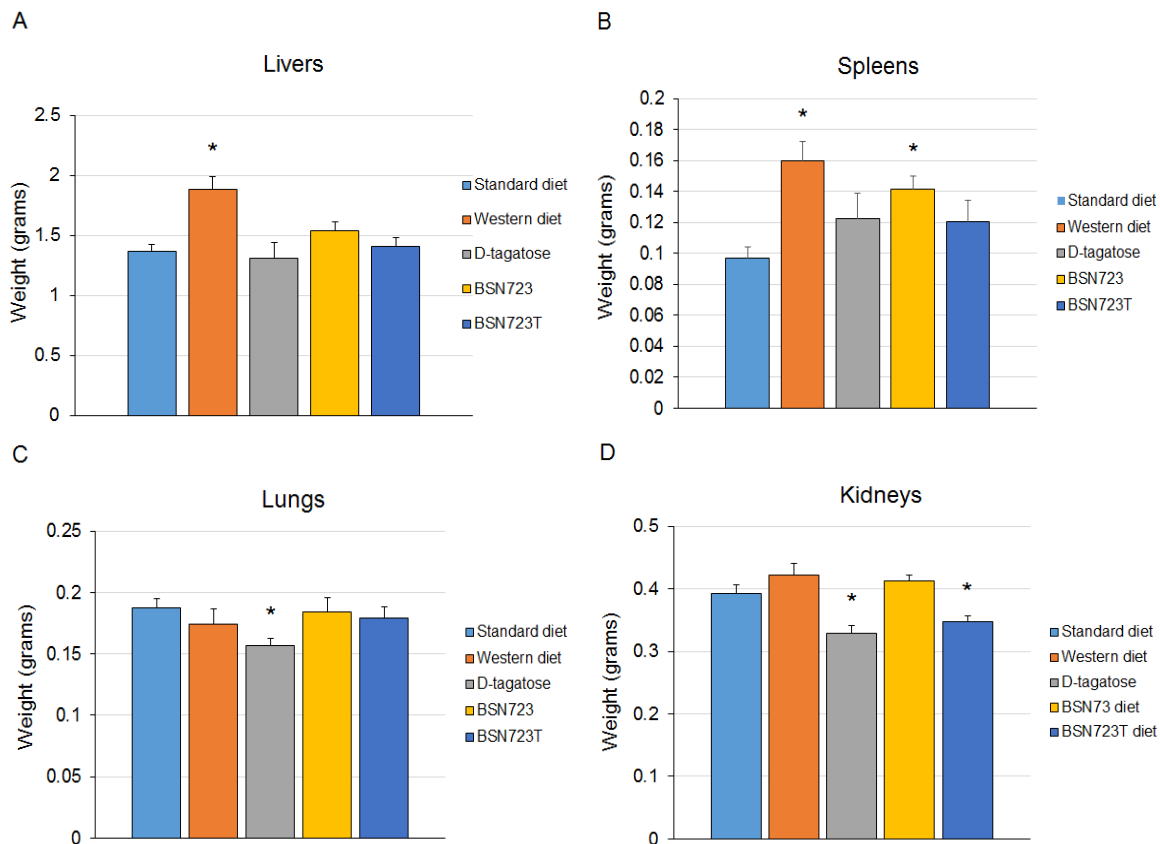 A
Livers
Weight (grams)
2.5
2
1.5
1
0.5
0
*
Standard diet
Western diet
D-tagatose
BSN723
BSN723T
B
Spleens
Weight (grams)
0.2
0.18
0.16
0.14
0.12
0.1
0.08
0.06
0.04
0.02
0
*
*
Standard diet
Western diet
D-tagatose
BSN723
BSN723T
C
Lungs
Weight (grams)
0.25
0.2
0.15
0.1
0.05
0
*
Standard diet
Western diet
D-tagatose
BSN723
BSN723T
D
Kidneys
Weight (grams)
0.5
0.4
0.3
0.2
0.1
0
*
*
Standard diet
Western diet
D-tagatose
BSN73 diet
BSN723T diet